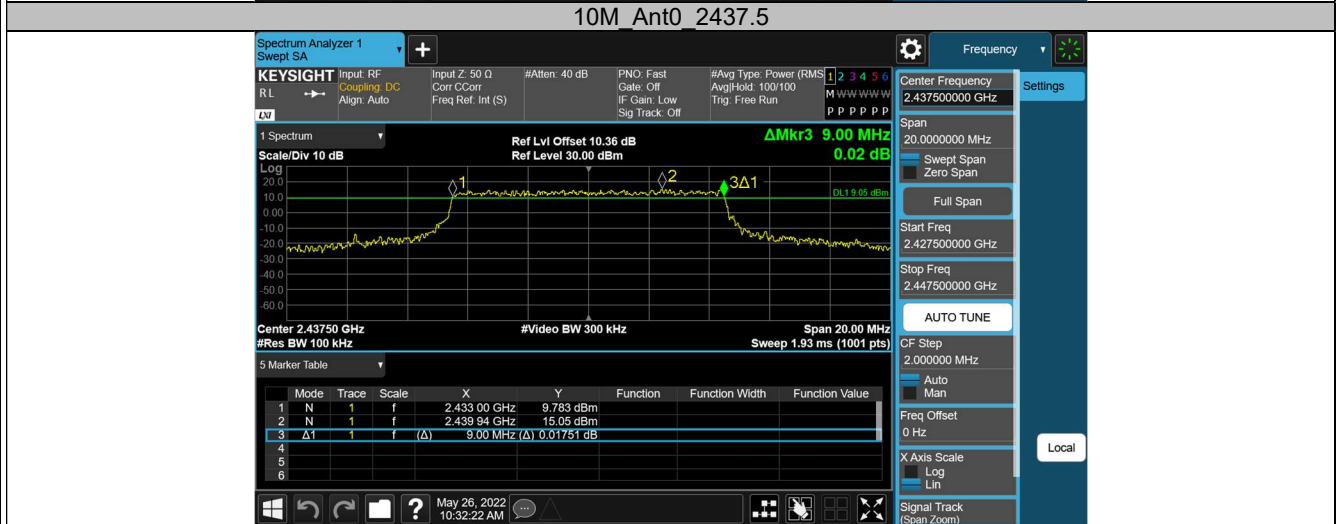 10M_Ant0_2437.5
Spectrum Analyzer 1
Swept SA
+
Frequency
KEYSIGHT
RL
LXI
Input: RF
Coupling: DC
Align: Auto
Input Z: 50 Ω
Corr CCorr
Freq Ref: Int (S)
#Atten: 40 dB
PNO: Fast
Gate: Off
IF Gain: Low
Sig Track: Off
#Avg Type: Power (RMS
Avg|Hold: 100/100
Trig: Free Run
1 2 3 4 5 6
M W W W W W
P P P P P P
Center Frequency
2.437500000 GHz
Settings
Span
20.0000000 MHz
Swept Span
Zero Span
Full Span
Start Freq
2.427500000 GHz
Stop Freq
2.447500000 GHz
AUTO TUNE
CF Step
2.000000 MHz
Auto
Man
Freq Offset
0 Hz
X Axis Scale
Log
Lin
Signal Track
(Span Zoom)
Local
1 Spectrum
Scale/Div 10 dB
Ref Lvl Offset 10.36 dB
Ref Level 30.00 dBm
ΔMkr3 9.00 MHz
0.02 dB
Log
20.0
10.0
0.00
-10.0
-20.0
-30.0
-40.0
-50.0
-60.0
1
2
3Δ1
DL1 9.05 dBm
Center 2.43750 GHz
#Video BW 300 kHz
Span 20.00 MHz
#Res BW 100 kHz
Sweep 1.93 ms (1001 pts)
5 Marker Table
Mode Trace Scale X Y Function Function Width Function Value
1 N 1 f 2.433 00 GHz 9.783 dBm
2 N 1 f 2.439 94 GHz 15.05 dBm
3 Δ1 1 f (Δ) 9.00 MHz (Δ) 0.01751 dB
4
5
6
?
May 26, 2022
10:32:22 AM